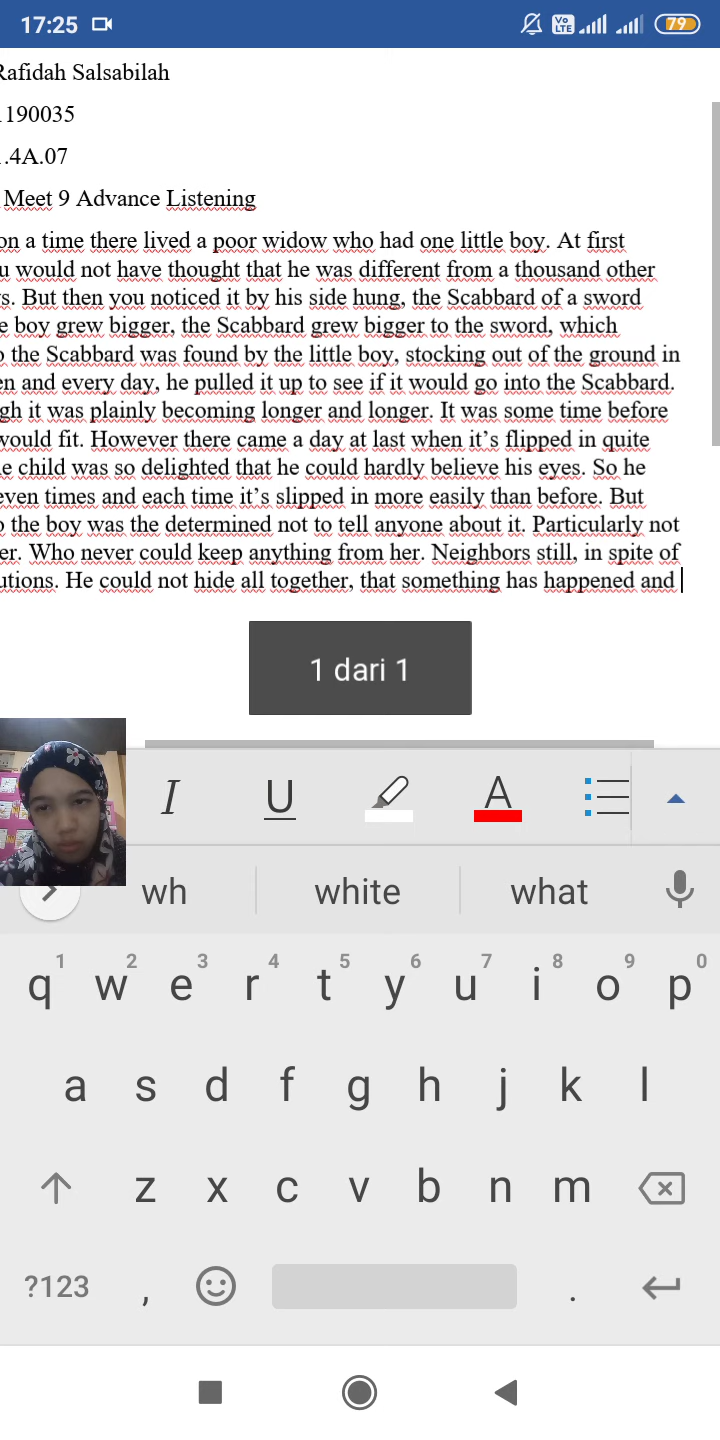 17:25
Vo LTE
79
Rafidah Salsabilah
190035
.4A.07
Meet 9 Advance Listening
on a time there lived a poor widow who had one little boy. At first
u would not have thought that he was different from a thousand other
s. But then you noticed it by his side hung, the Scabbard of a sword
e boy grew bigger, the Scabbard grew bigger to the sword, which
o the Scabbard was found by the little boy, stocking out of the ground in
en and every day, he pulled it up to see if it would go into the Scabbard.
gh it was plainly becoming longer and longer. It was some time before
would fit. However there came a day at last when it’s flipped in quite
e child was so delighted that he could hardly believe his eyes. So he
even times and each time it’s slipped in more easily than before. But
o the boy was the determined not to tell anyone about it. Particularly not
er. Who never could keep anything from her. Neighbors still, in spite of
utions. He could not hide all together, that something has happened and
1 dari 1
I U A
wh white what
q 1 w 2 e 3 r 4 t 5 y 6 u 7 i 8 o 9 p 0
a s d f g h j k l
z x c v b n m
?123 , .